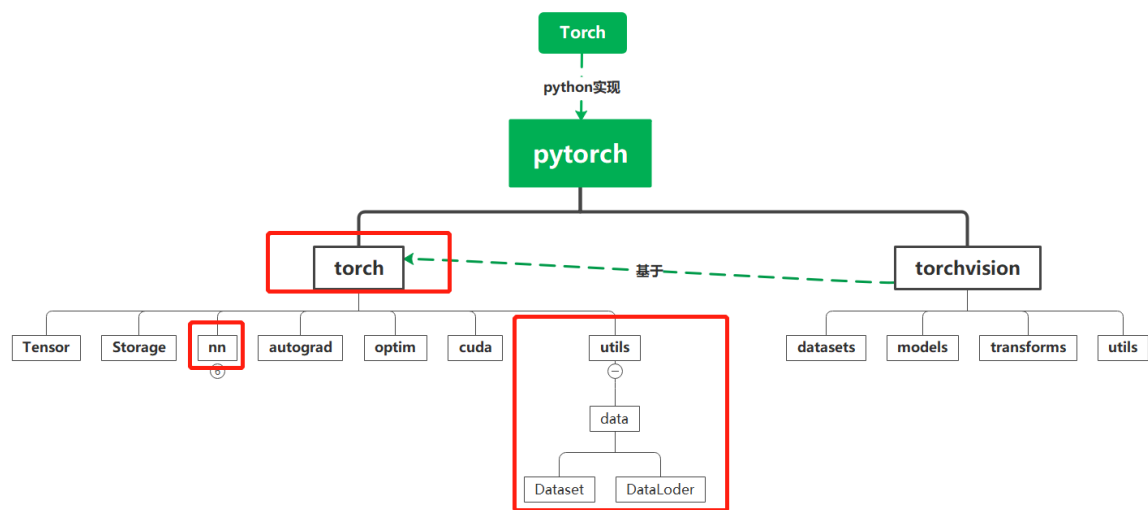 Torch
python实现
pytorch
torch
基于
torchvision
Tensor
Storage
nn
autograd
optim
cuda
utils
datasets
models
transforms
utils
data
Dataset
DataLoder